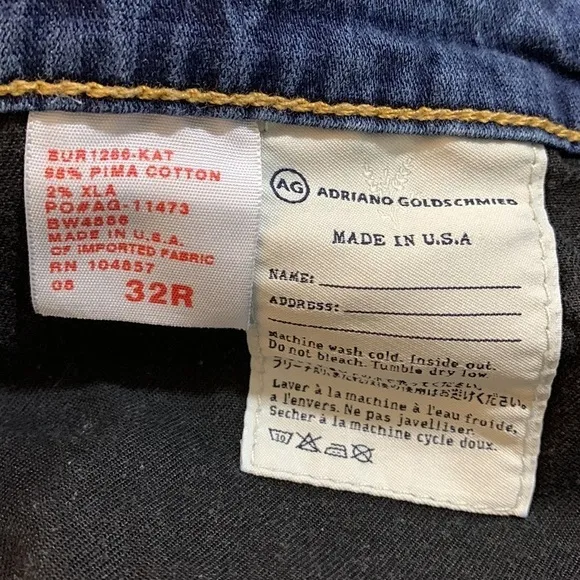 SUR1266-KAT
98% PIMA COTTON
2% XLA
PO#AG-11473
BW4886
MADE IN U.S.A.
OF IMPORTED FABRIC
RN 104857
08
32R
AG ADRIANO GOLDSCHMIED
MADE IN U.S.A
NAME:
ADDRESS:
Machine wash cold. Inside out.
Do not bleach. Tumble dry low
Laver à la machine à l'eau froide,
a l'envers. Ne pas javelliser.
Secher à la machine cycle doux.